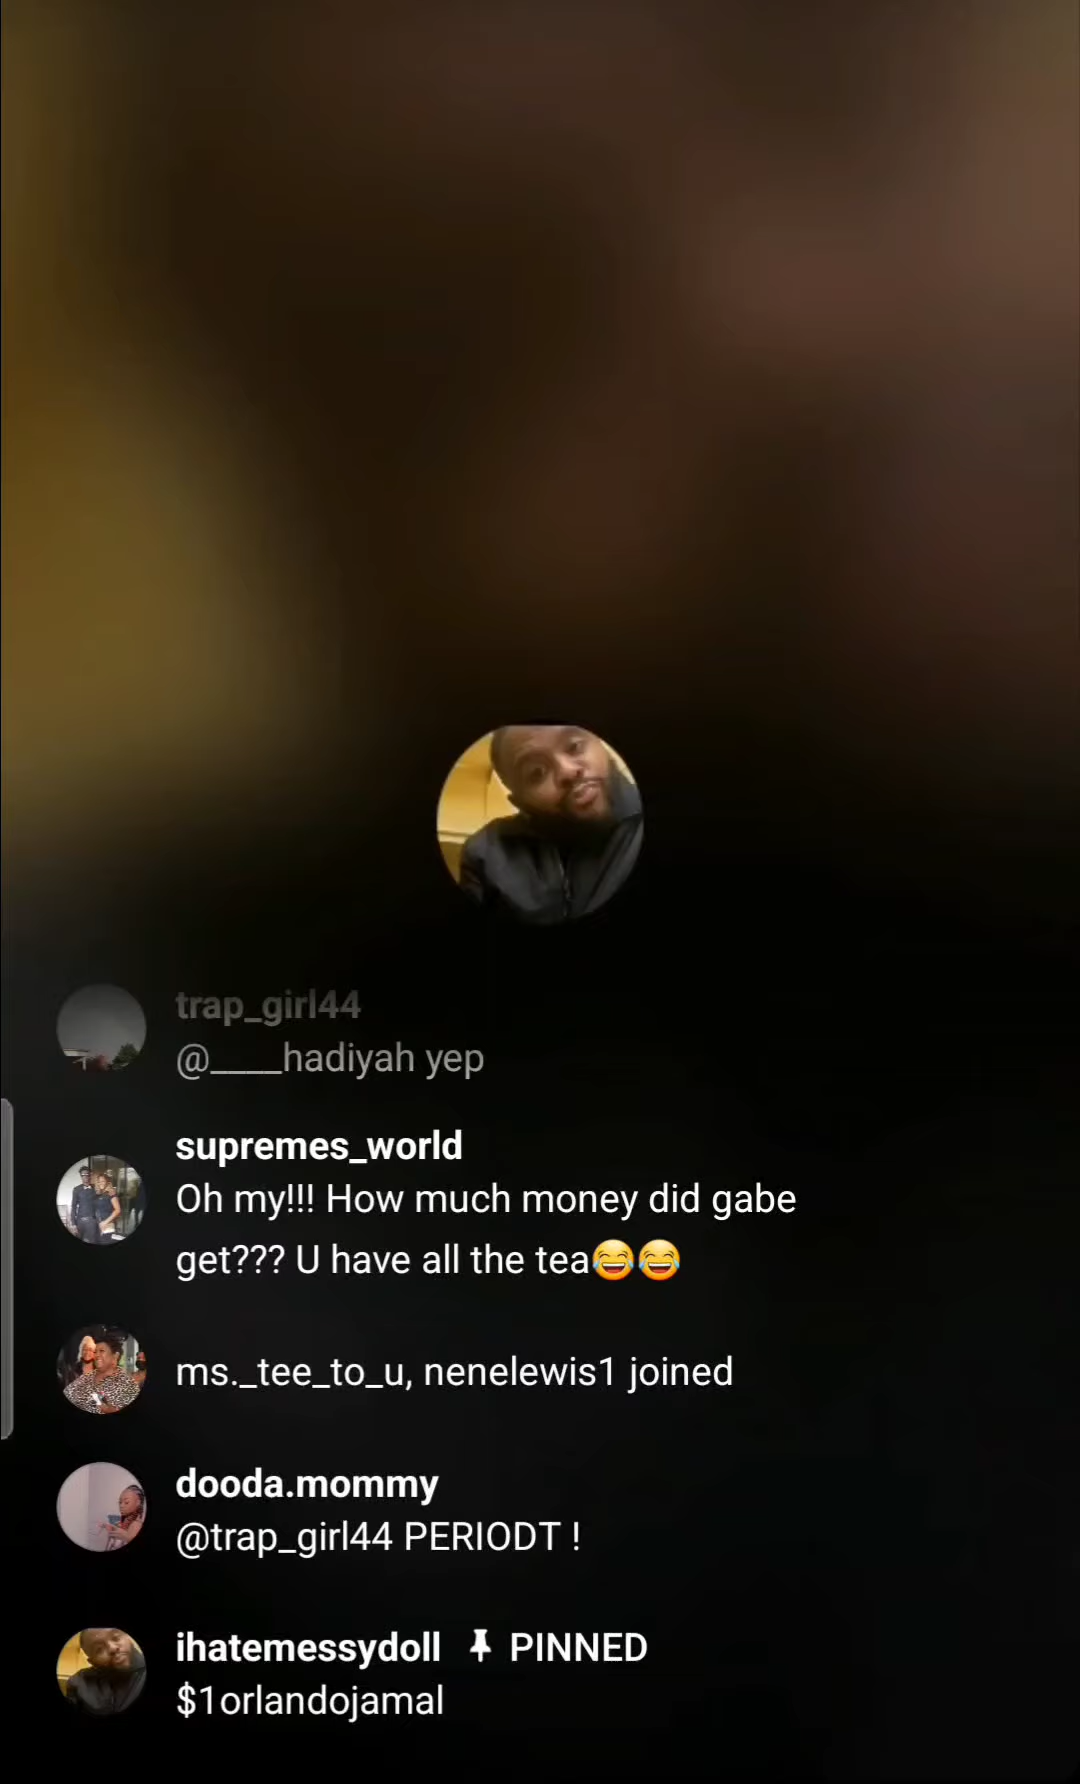 trap_girl44
@____hadiyah yep
supremes_world
Oh my!!! How much money did gabe
get??? U have all the tea😂😂
ms._tee_to_u, nenelewis1 joined
dooda.mommy
@trap_girl44 PERIODT !
ihatemessydoll 📌 PINNED
$1orlandojamal